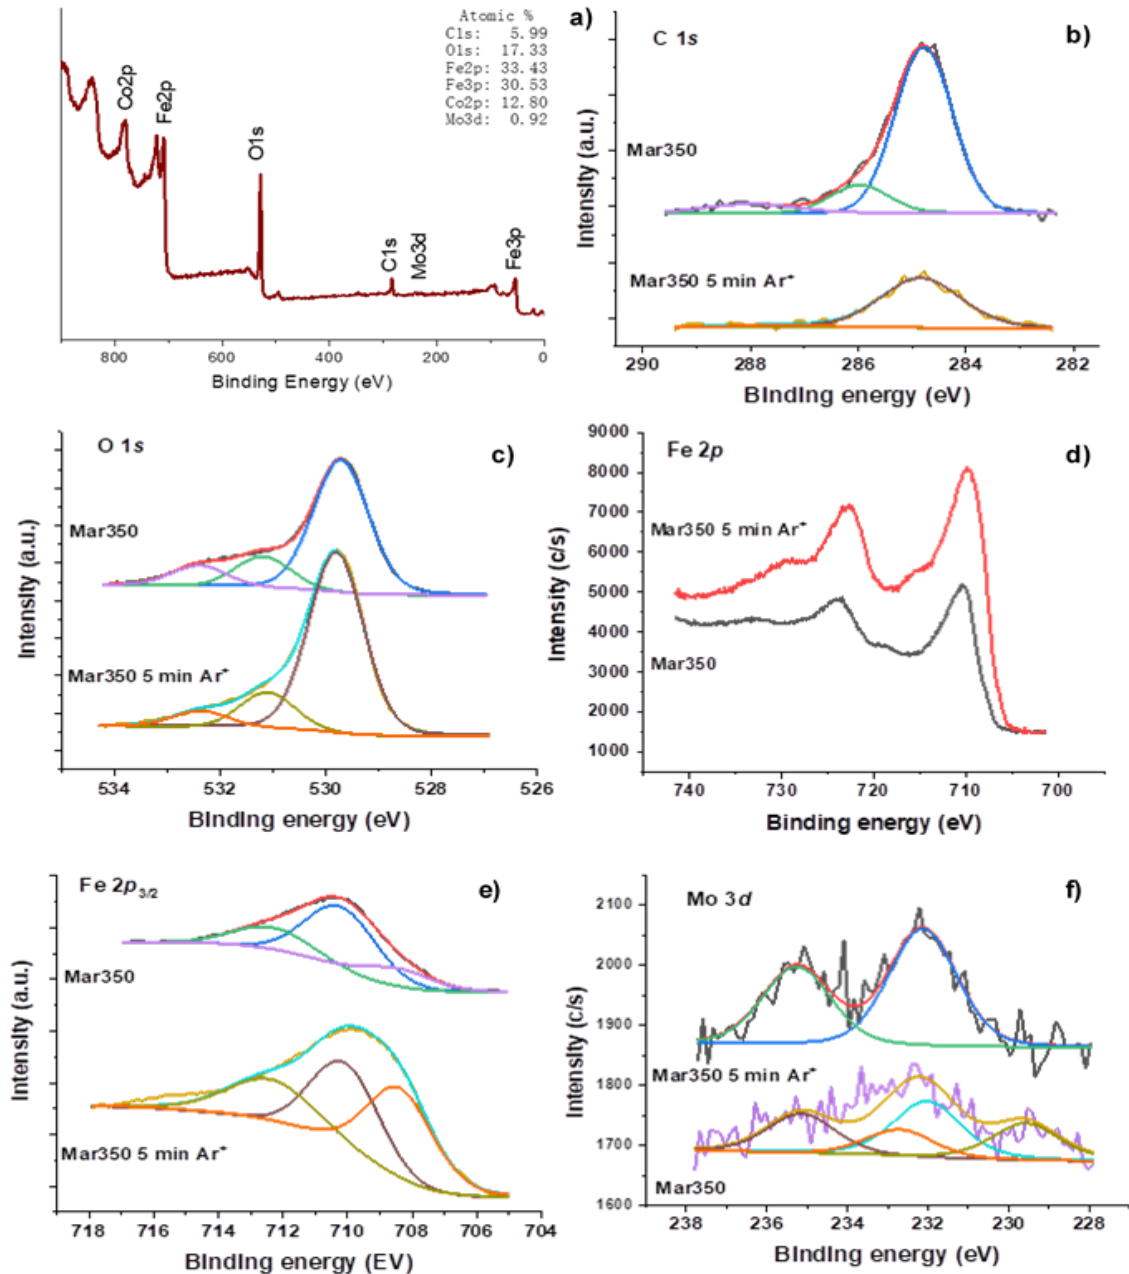 a)
Atomic %
C1s: 5.99
O1s: 17.33
Fe2p: 33.43
Fe3p: 30.53
Co2p: 12.80
Mo3d: 0.92
Co2p
Fe2p
O1s
C1s
Mo3d
Fe3p
800 600 400 200 0
Binding Energy (eV)
C 1s
b)
Mar350
Mar350 5 min Ar+
Intensity (a.u.)
290 288 286 284 282
Binding energy (eV)
O 1s
c)
Mar350
Mar350 5 min Ar+
Intensity (a.u.)
534 532 530 528 526
Binding energy (eV)
Fe 2p
d)
9000
8000
7000
6000
5000
4000
3000
2000
1000
Mar350 5 min Ar+
Mar350
Intensity (c/s)
740 730 720 710 700
Binding energy (eV)
Fe 2p3/2
e)
Mar350
Mar350 5 min Ar+
Intensity (a.u.)
718 716 714 712 710 708 706 704
Binding energy (EV)
Mo 3d
f)
2100
2000
1900
1800
1700
1600
Mar350 5 min Ar+
Mar350
Intensity (c/s)
238 236 234 232 230 228
Binding energy (eV)